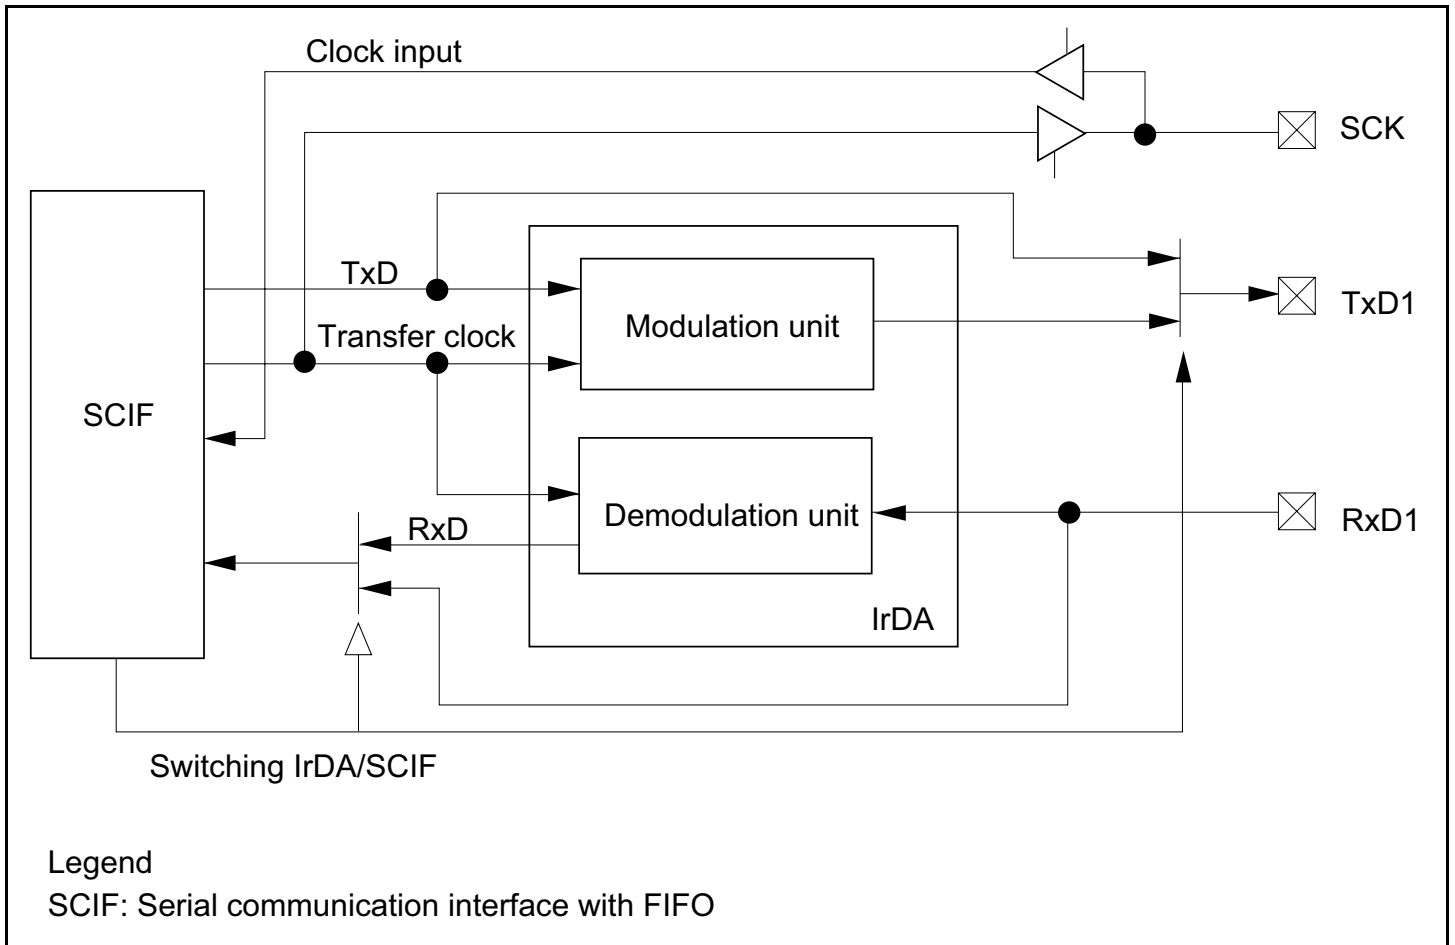 Clock input
SCK
TxD
TxD1
Modulation unit
Transfer clock
SCIF
Demodulation unit
RxD
RxD1
IrDA
Switching IrDA/SCIF
Legend
SCIF: Serial communication interface with FIFO